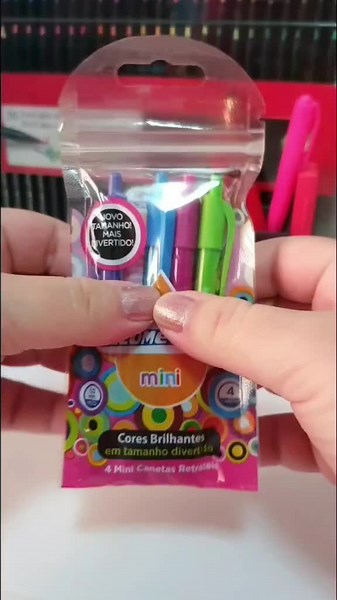 NOVO
TAMANHO!
MAIS
DIVERTIDO!
mini
4
Cores Brilhantes
em tamanho divertido
4 Mini Canetas Retráteis